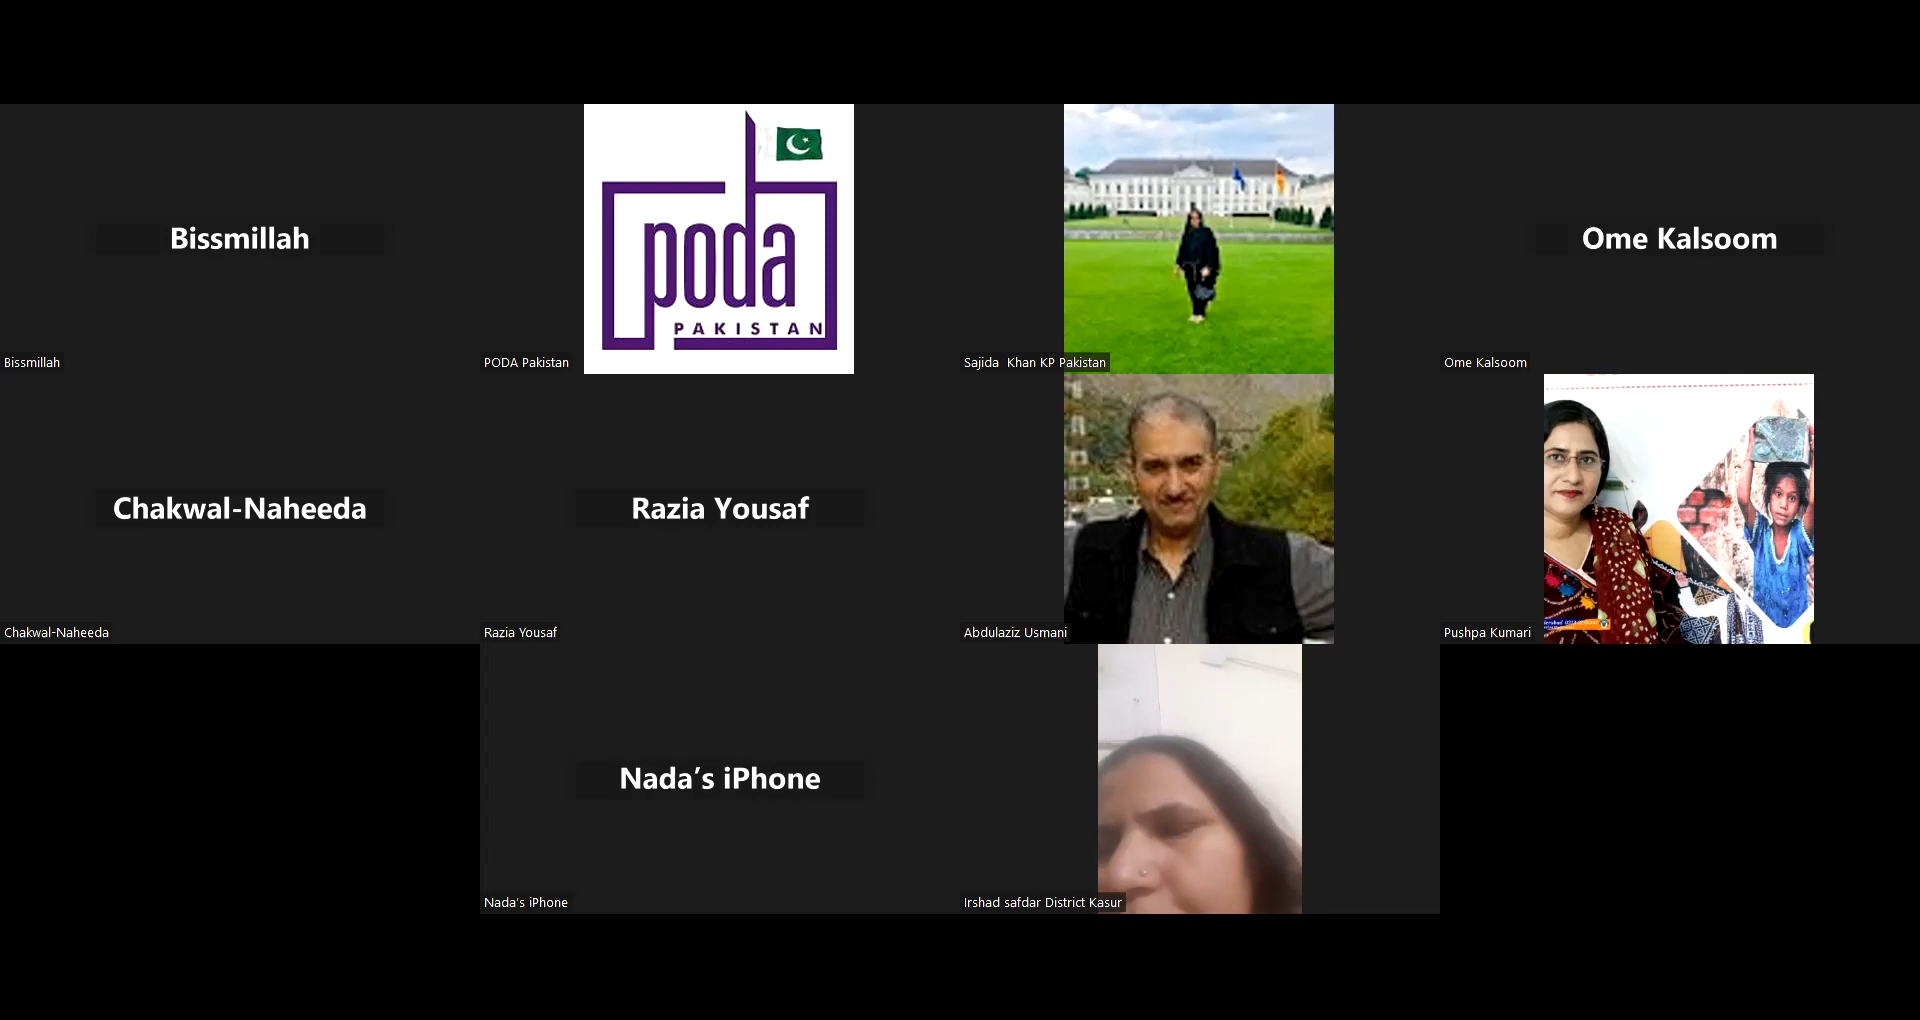 Bissmillah
Bissmillah
poda
PAKISTAN
PODA Pakistan
Sajida  Khan KP Pakistan
Ome Kalsoom
Ome Kalsoom
Chakwal-Naheeda
Chakwal-Naheeda
Razia Yousaf
Razia Yousaf
Abdulaziz Usmani
Pushpa Kumari
Nada’s iPhone
Nada’s iPhone
Irshad safdar District Kasur